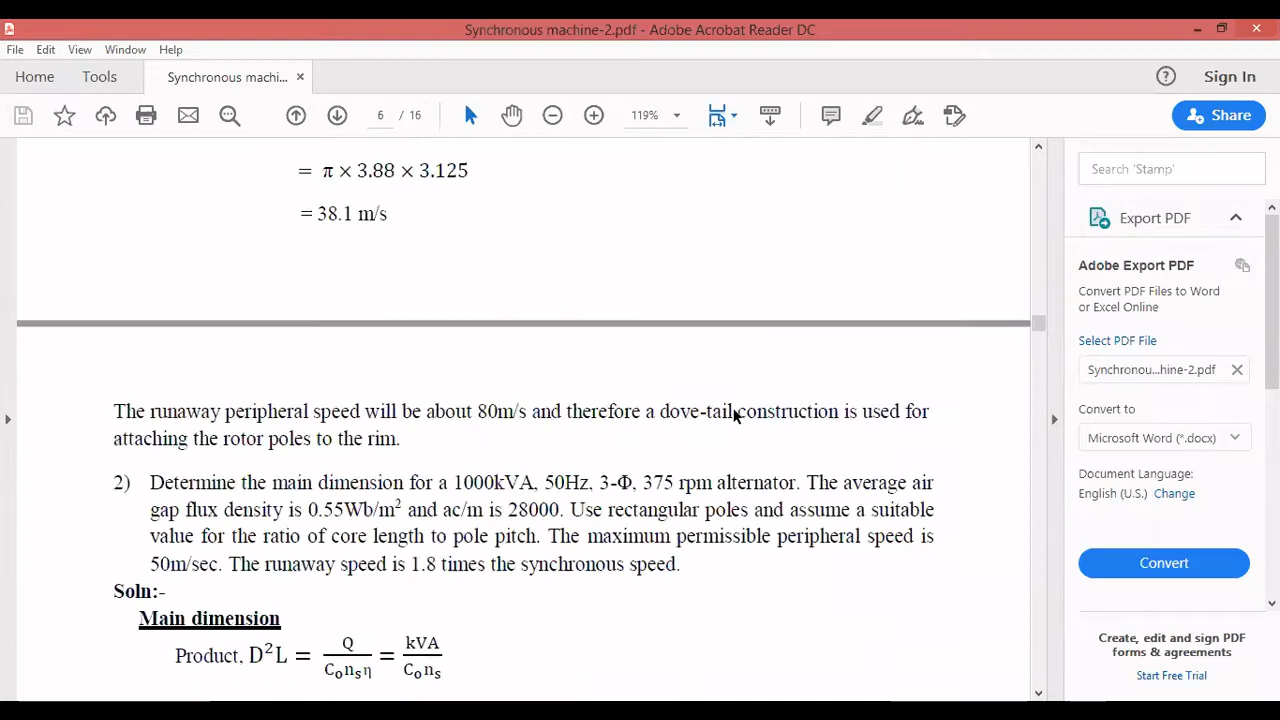 Synchronous machine-2.pdf - Adobe Acrobat Reader DC
File Edit View Window Help
Home Tools Synchronous machi... × Sign In
6 / 16 119% Share
= π × 3.88 × 3.125
= 38.1 m/s
The runaway peripheral speed will be about 80m/s and therefore a dove-tail construction is used for
attaching the rotor poles to the rim.
2) Determine the main dimension for a 1000kVA, 50Hz, 3-Φ, 375 rpm alternator. The average air
gap flux density is 0.55Wb/m² and ac/m is 28000. Use rectangular poles and assume a suitable
value for the ratio of core length to pole pitch. The maximum permissible peripheral speed is
50m/sec. The runaway speed is 1.8 times the synchronous speed.
Soln:-
Main dimension
Product, D²L = Q/(C₀nₛη) = kVA/(C₀nₛ)
Search 'Stamp'
Export PDF
Adobe Export PDF
Convert PDF Files to Word
or Excel Online
Select PDF File
Synchronou...hine-2.pdf ×
Convert to
Microsoft Word (*.docx)
Document Language:
English (U.S.) Change
Convert
Create, edit and sign PDF
forms & agreements
Start Free Trial